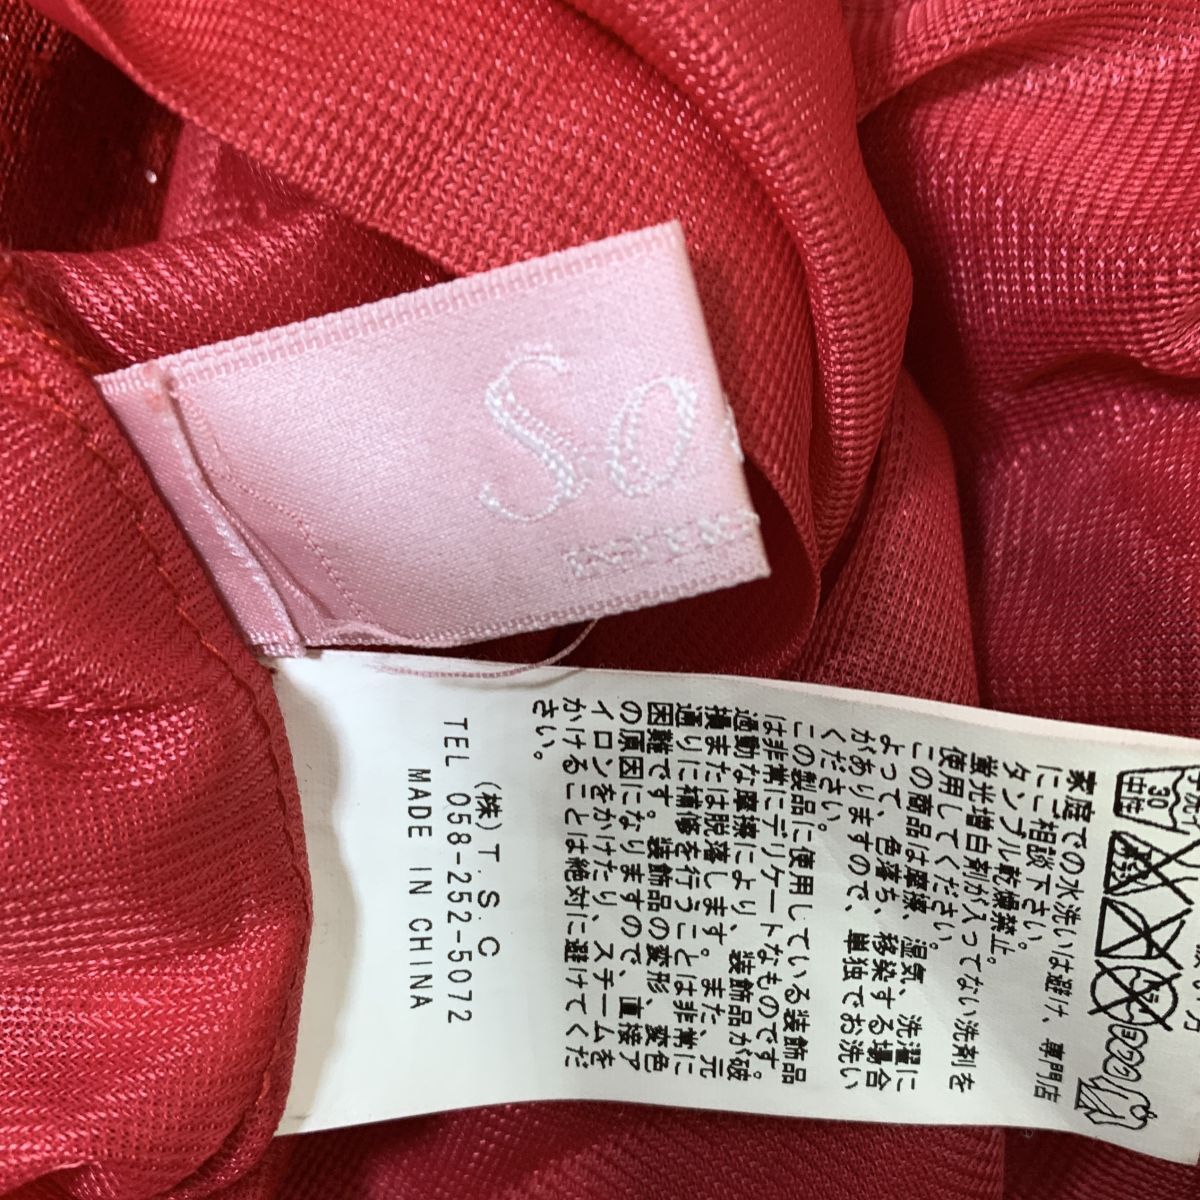 So
30
中性
家庭での水洗いは避け、専門店
にご相談下さい。
タンブル乾燥禁止。
蛍光増白剤が入ってない洗剤を
使用してください。
この商品は摩擦、湿気、洗濯に
よって、色落ち、移染する場合
がありますので、単独でお洗い
ください。
この製品に使用している装飾品
は非常にデリケートなものです。
過動な摩擦により、装飾品が破
損または脱落します。また、元
通りに補修を行うことは非常に
困難です。装飾品の変形、変色
の原因になりますので、直接ア
イロンをかけたり、スチームを
かけることは絶対に避けてくだ
さい。
(株)T.S.C
TEL 058-252-5072
MADE IN CHINA